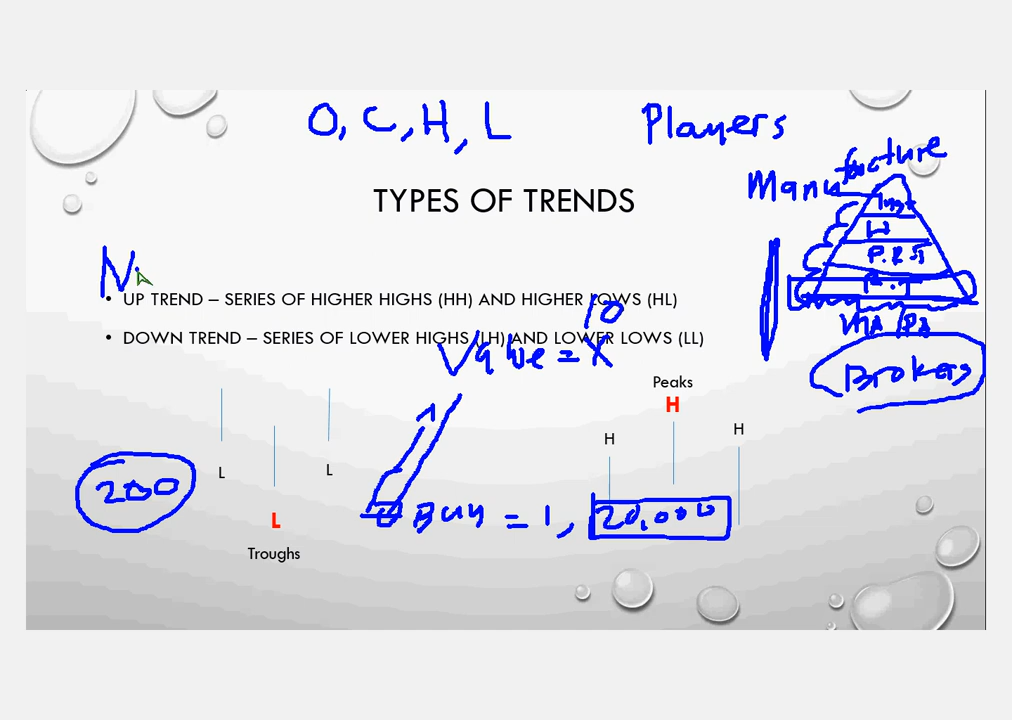 O, C, H, L
Players
Manufacture
TYPES OF TRENDS
N
• UP TREND – SERIES OF HIGHER HIGHS (HH) AND HIGHER LOWS (HL)
• DOWN TREND – SERIES OF LOWER HIGHS (LH) AND LOWER LOWS (LL)
10
Value = X
Brokers
Peaks
H
H
H
L
L
L
Troughs
200
Buy = 1, 20,000